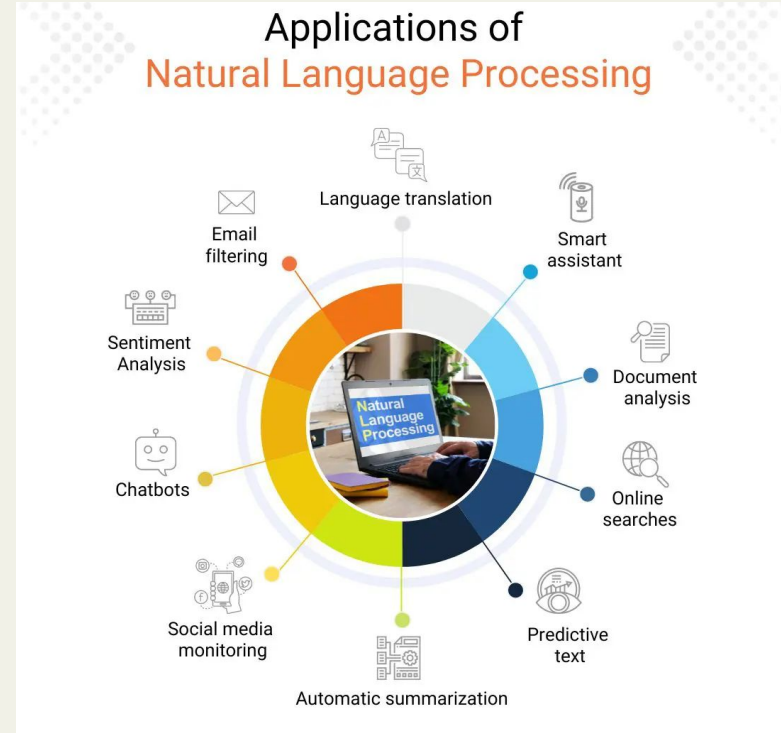 Applications of
Natural Language Processing
A
文
Language translation
Smart
assistant
Document
analysis
Online
searches
Predictive
text
Automatic summarization
Social media
monitoring
Chatbots
Sentiment
Analysis
Email
filtering
Natural
Language
Processing